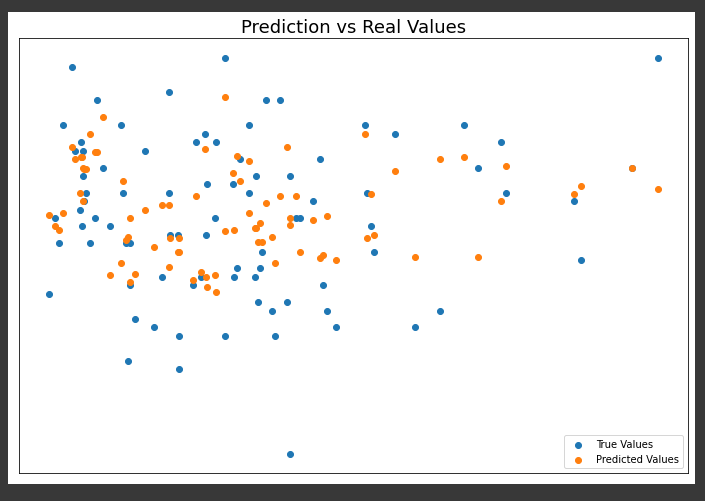 Prediction vs Real Values
True Values
Predicted Values